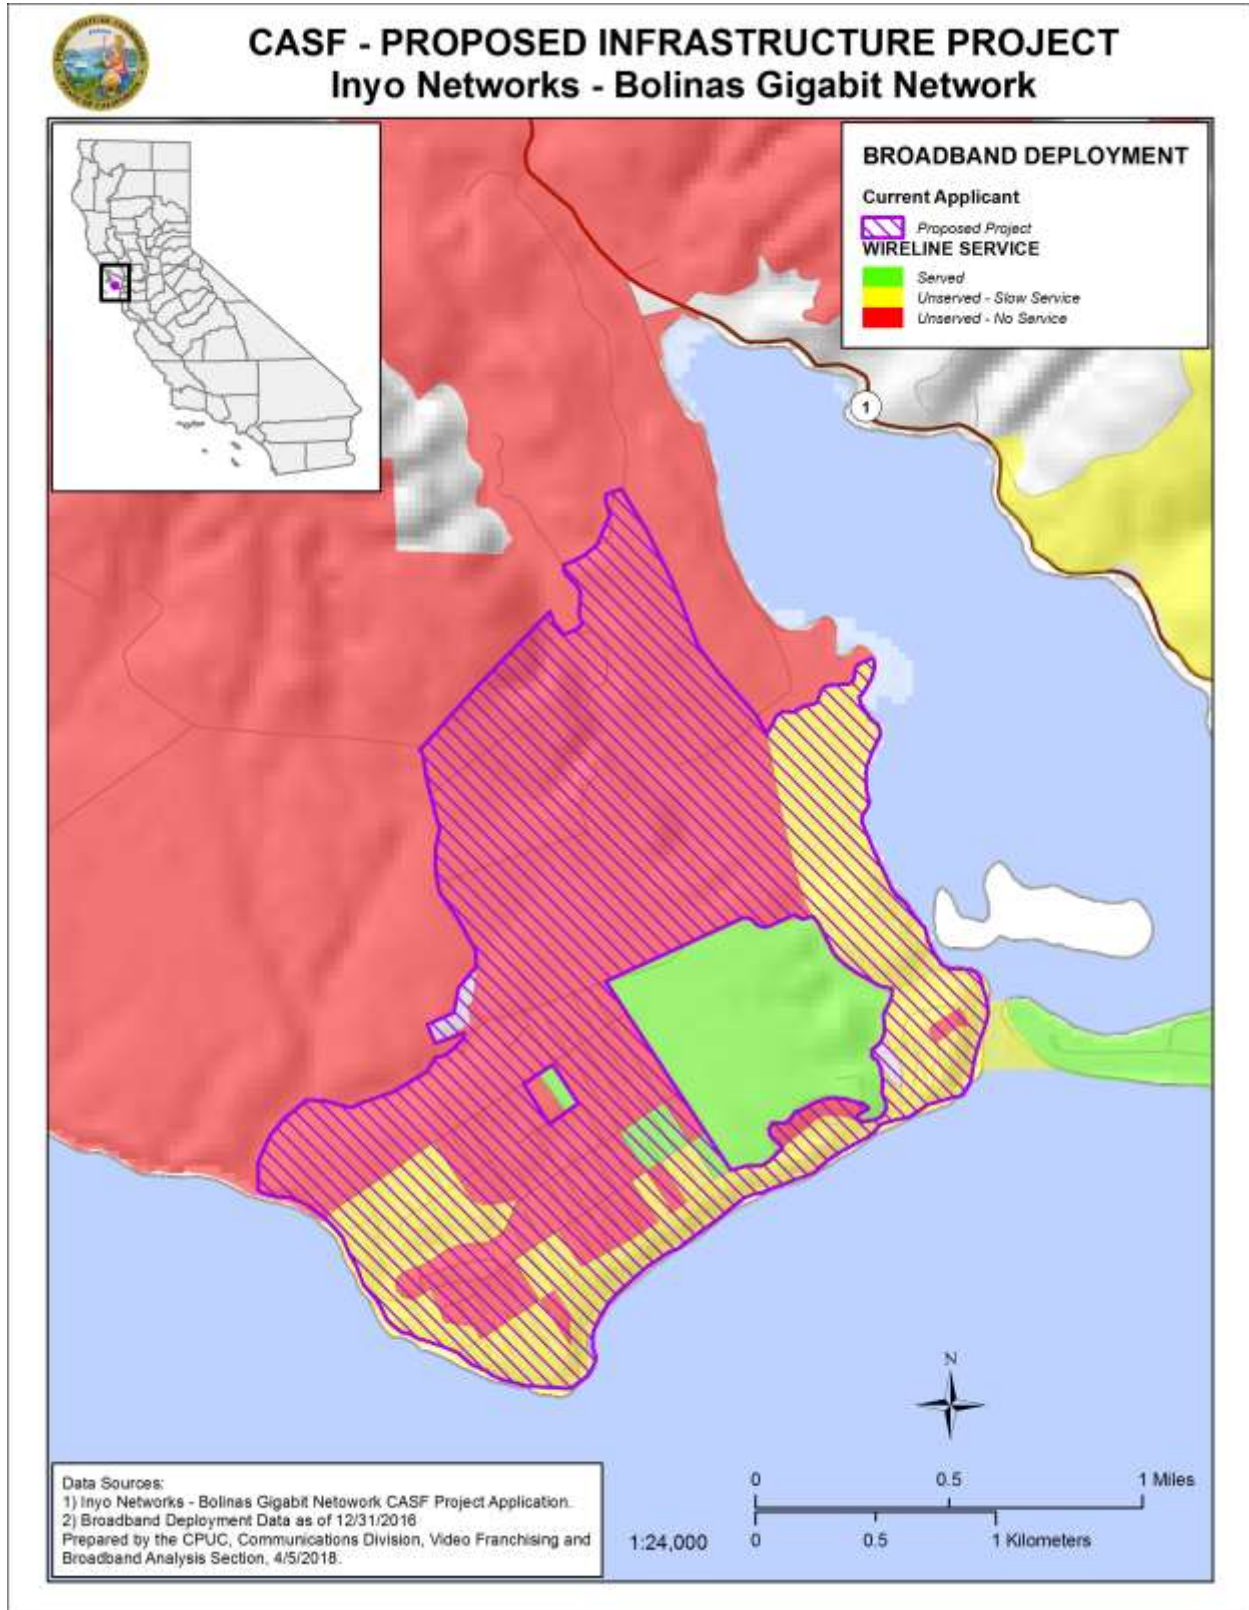 CASF - PROPOSED INFRASTRUCTURE PROJECT
Inyo Networks - Bolinas Gigabit Network
BROADBAND DEPLOYMENT
Current Applicant
Proposed Project
WIRELINE SERVICE
Served
Unserved - Slow Service
Unserved - No Service
1
N
Data Sources:
1) Inyo Networks - Bolinas Gigabit Netowork CASF Project Application.
2) Broadband Deployment Data as of 12/31/2016
Prepared by the CPUC, Communications Division, Video Franchising and
Broadband Analysis Section, 4/5/2018.
1:24,000
0 0.5 1 Miles
0 0.5 1 Kilometers